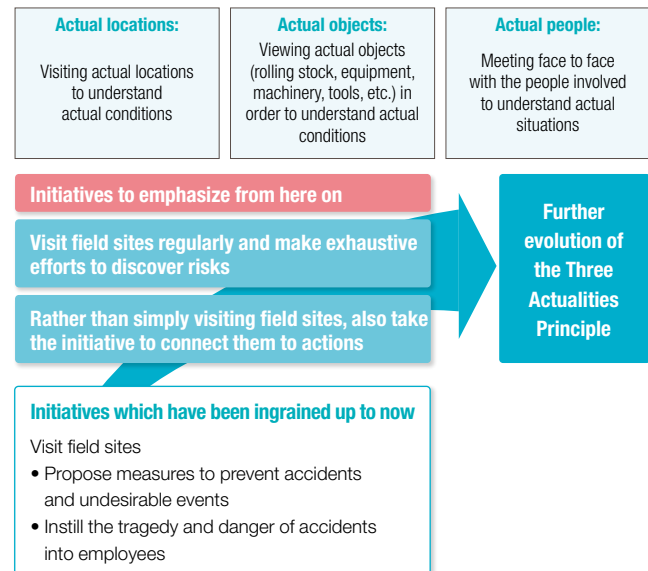 Actual locations:
Visiting actual locations
to understand
actual conditions
Actual objects:
Viewing actual objects
(rolling stock, equipment,
machinery, tools, etc.) in
order to understand actual
conditions
Actual people:
Meeting face to face
with the people involved
to understand actual
situations
Initiatives to emphasize from here on
Visit field sites regularly and make exhaustive
efforts to discover risks
Rather than simply visiting field sites, also take
the initiative to connect them to actions
Further
evolution of
the Three
Actualities
Principle
Initiatives which have been ingrained up to now
Visit field sites
• Propose measures to prevent accidents
and undesirable events
• Instill the tragedy and danger of accidents
into employees